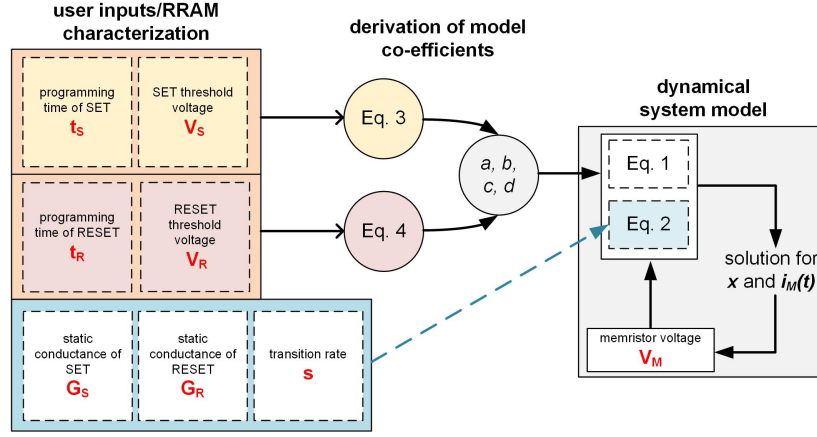 user inputs/RRAM
characterization
programming
time of SET
tS
SET threshold
voltage
VS
programming
time of RESET
tR
RESET
threshold
voltage
VR
static
conductance of
SET
GS
static
conductance of
RESET
GR
transition rate
s
derivation of model
co-efficients
Eq. 3
Eq. 4
a, b,
c, d
dynamical
system model
Eq. 1
Eq. 2
solution for
x and iM(t)
memristor voltage
VM